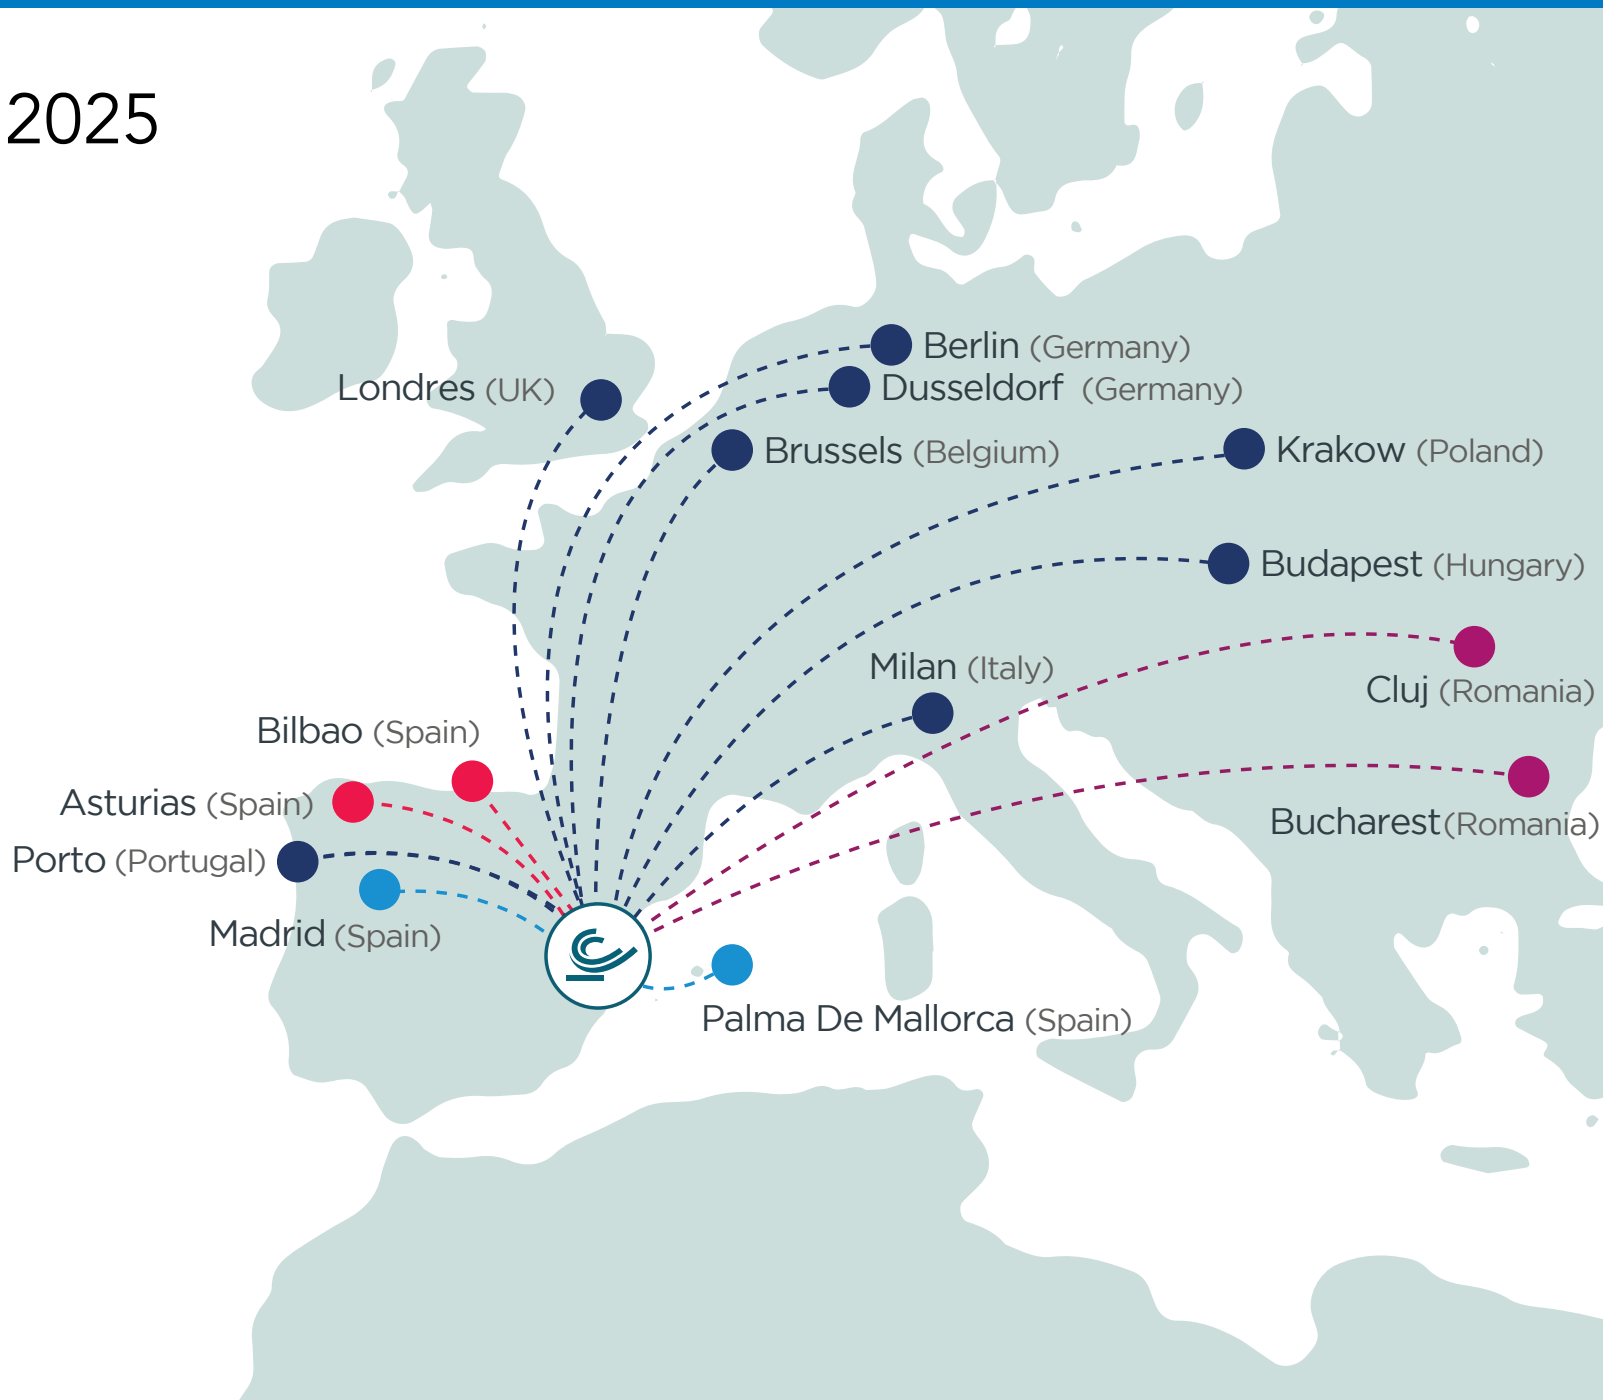 2025
Berlin (Germany)
Londres (UK)
Dusseldorf (Germany)
Brussels (Belgium)
Krakow (Poland)
Budapest (Hungary)
Milan (Italy)
Cluj (Romania)
Bilbao (Spain)
Asturias (Spain)
Bucharest (Romania)
Porto (Portugal)
Madrid (Spain)
Palma De Mallorca (Spain)